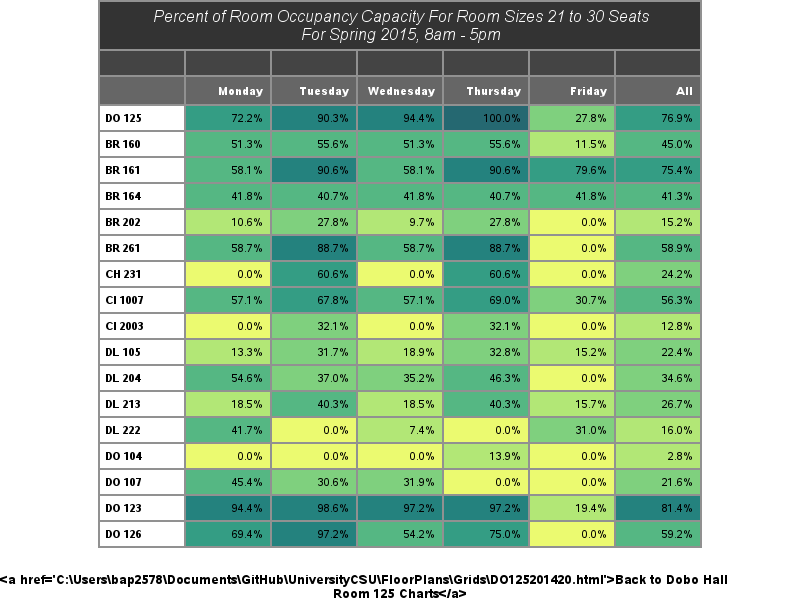 Percent of Room Occupancy Capacity For Room Sizes 21 to 30 Seats
For Spring 2015, 8am - 5pm
Monday Tuesday Wednesday Thursday Friday All
DO 125 72.2% 90.3% 94.4% 100.0% 27.8% 76.9%
BR 160 51.3% 55.6% 51.3% 55.6% 11.5% 45.0%
BR 161 58.1% 90.6% 58.1% 90.6% 79.6% 75.4%
BR 164 41.8% 40.7% 41.8% 40.7% 41.8% 41.3%
BR 202 10.6% 27.8% 9.7% 27.8% 0.0% 15.2%
BR 261 58.7% 88.7% 58.7% 88.7% 0.0% 58.9%
CH 231 0.0% 60.6% 0.0% 60.6% 0.0% 24.2%
CI 1007 57.1% 67.8% 57.1% 69.0% 30.7% 56.3%
CI 2003 0.0% 32.1% 0.0% 32.1% 0.0% 12.8%
DL 105 13.3% 31.7% 18.9% 32.8% 15.2% 22.4%
DL 204 54.6% 37.0% 35.2% 46.3% 0.0% 34.6%
DL 213 18.5% 40.3% 18.5% 40.3% 15.7% 26.7%
DL 222 41.7% 0.0% 7.4% 0.0% 31.0% 16.0%
DO 104 0.0% 0.0% 0.0% 13.9% 0.0% 2.8%
DO 107 45.4% 30.6% 31.9% 0.0% 0.0% 21.6%
DO 123 94.4% 98.6% 97.2% 97.2% 19.4% 81.4%
DO 126 69.4% 97.2% 54.2% 75.0% 0.0% 59.2%
<a href='C:\Users\bap2578\Documents\GitHub\UniversityCSU\FloorPlans\Grids\DO125201420.html'>Back to Dobo Hall
Room 125 Charts</a>